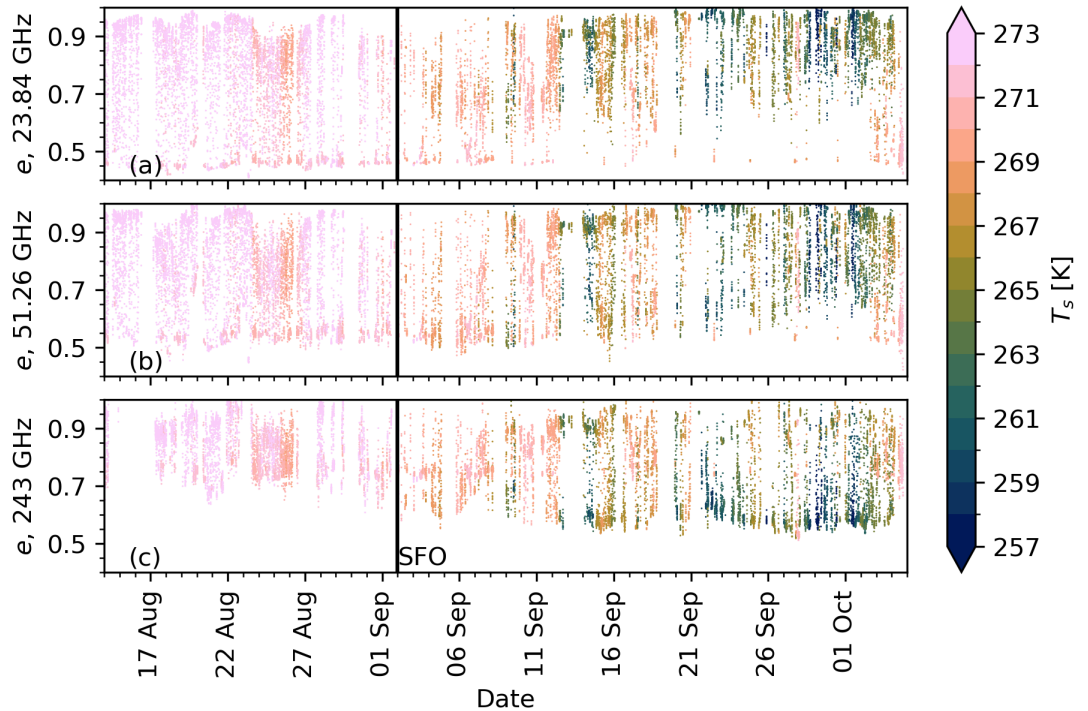 e, 23.84 GHz
0.9
0.7
0.5
(a)
e, 51.26 GHz
0.9
0.7
0.5
(b)
e, 243 GHz
0.9
0.7
0.5
(c)
SFO
17 Aug
22 Aug
27 Aug
01 Sep
06 Sep
11 Sep
16 Sep
21 Sep
26 Sep
01 Oct
Date
273
271
269
267
265
263
261
259
257
T_s [K]